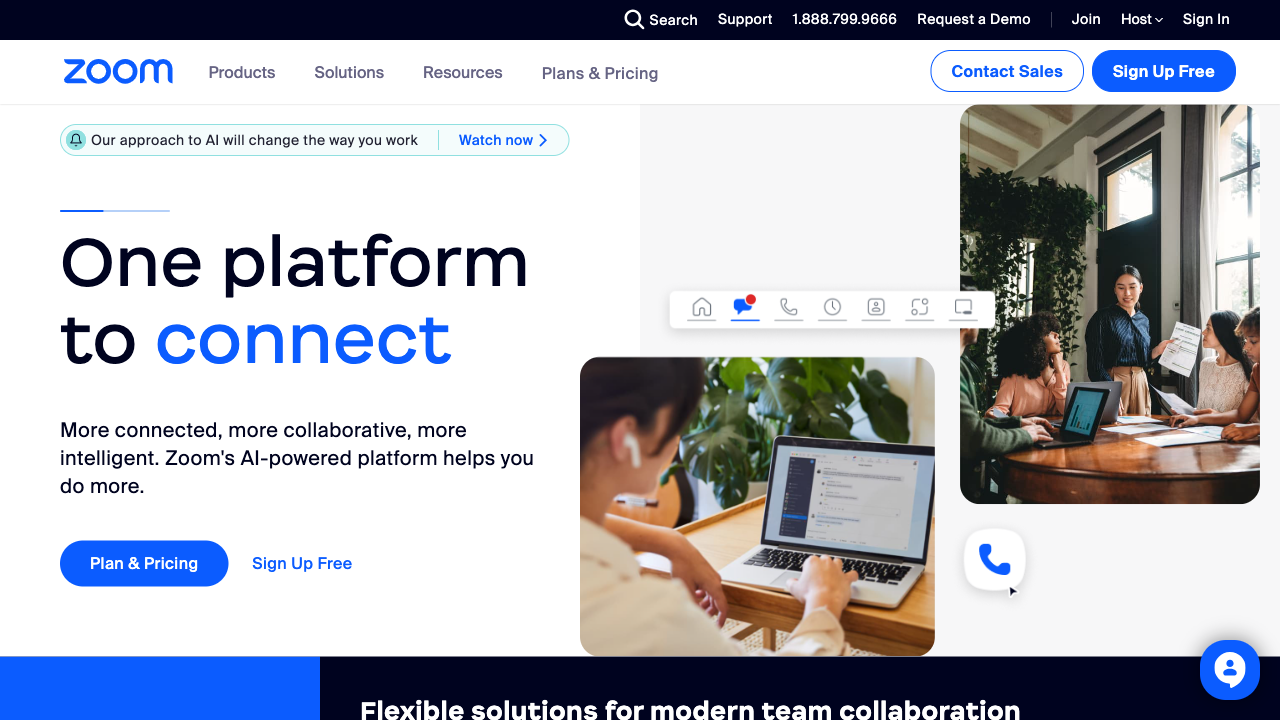 Search Support 1.888.799.9666 Request a Demo Join Host Sign In
zoom Products Solutions Resources Plans & Pricing Contact Sales Sign Up Free
Our approach to AI will change the way you work Watch now
One platform
to connect
More connected, more collaborative, more
intelligent. Zoom's AI-powered platform helps you
do more.
Plan & Pricing Sign Up Free
Flexible solutions for modern team collaboration